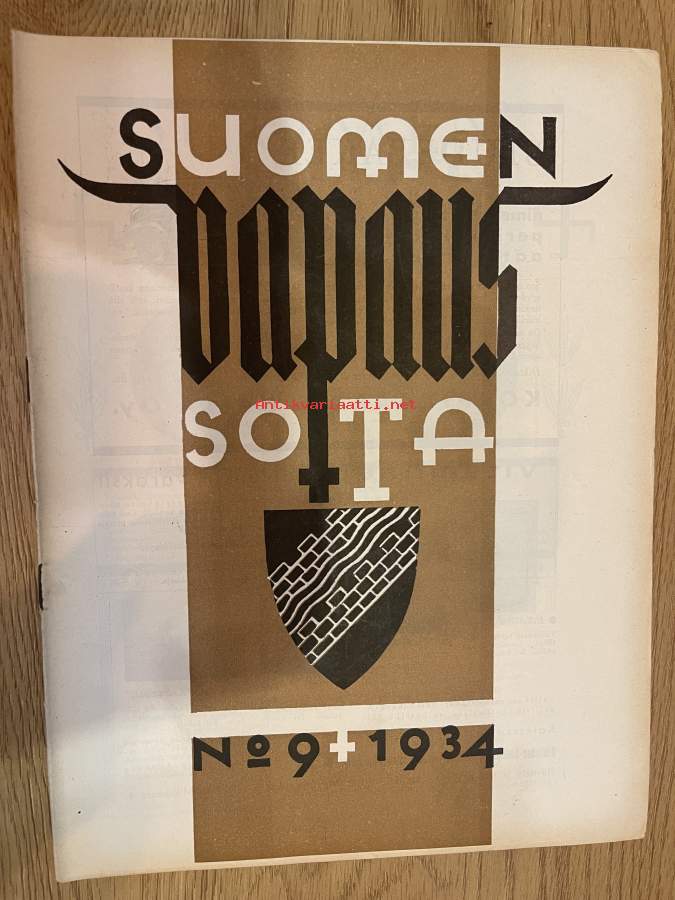 SUOMEN
vapaus
SOTA
Antikvariaatti.net
No 9 + 1934